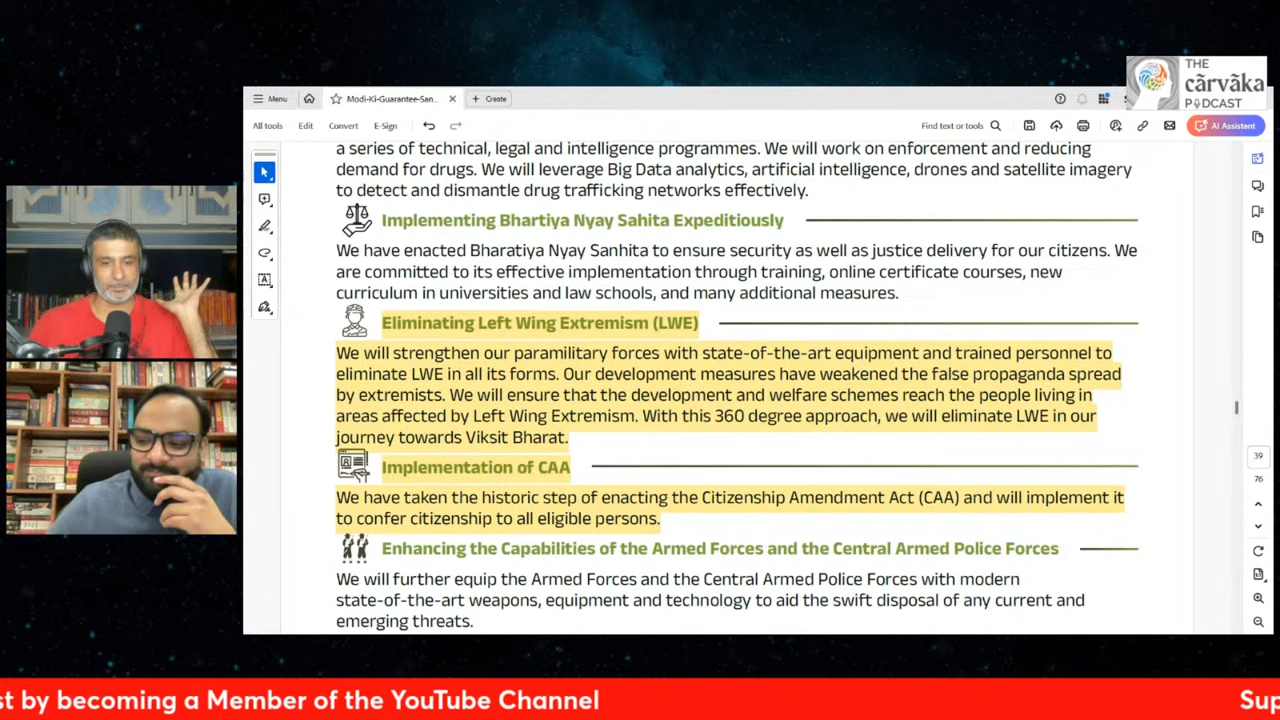 THE
cārvāka
PODCAST
Menu
Modi-Ki-Guarantee-San...
Create
All tools
Edit
Convert
E-Sign
Find text or tools
AI Assistant
a series of technical, legal and intelligence programmes. We will work on enforcement and reducing
demand for drugs. We will leverage Big Data analytics, artificial intelligence, drones and satellite imagery
to detect and dismantle drug trafficking networks effectively.
Implementing Bhartiya Nyay Sahita Expeditiously
We have enacted Bharatiya Nyay Sanhita to ensure security as well as justice delivery for our citizens. We
are committed to its effective implementation through training, online certificate courses, new
curriculum in universities and law schools, and many additional measures.
Eliminating Left Wing Extremism (LWE)
We will strengthen our paramilitary forces with state-of-the-art equipment and trained personnel to
eliminate LWE in all its forms. Our development measures have weakened the false propaganda spread
by extremists. We will ensure that the development and welfare schemes reach the people living in
areas affected by Left Wing Extremism. With this 360 degree approach, we will eliminate LWE in our
journey towards Viksit Bharat.
Implementation of CAA
We have taken the historic step of enacting the Citizenship Amendment Act (CAA) and will implement it
to confer citizenship to all eligible persons.
Enhancing the Capabilities of the Armed Forces and the Central Armed Police Forces
We will further equip the Armed Forces and the Central Armed Police Forces with modern
state-of-the-art weapons, equipment and technology to aid the swift disposal of any current and
emerging threats.
39
76
st by becoming a Member of the YouTube Channel
Sup